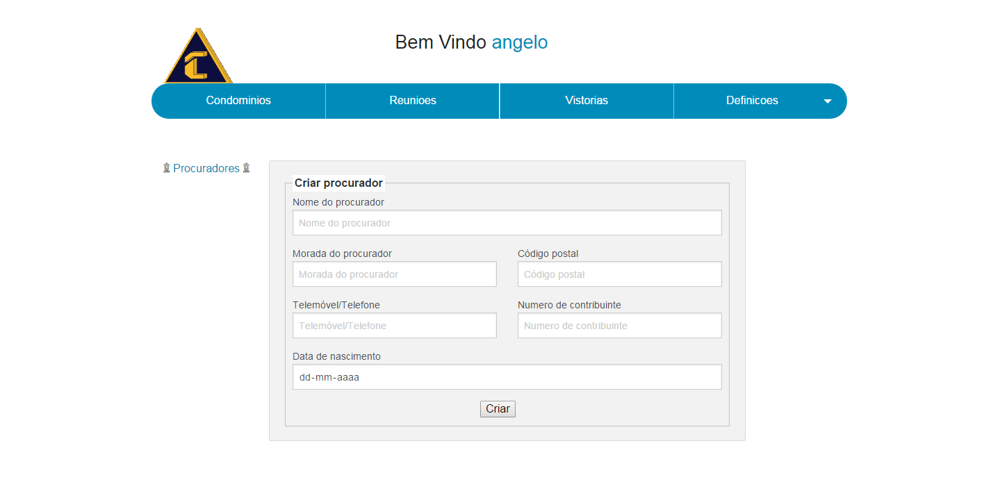 Bem Vindo angelo
Condominios Reunioes Vistorias Definicoes
Procuradores
Criar procurador
Nome do procurador
Nome do procurador
Morada do procurador Código postal
Morada do procurador Código postal
Telemóvel/Telefone Numero de contribuinte
Telemóvel/Telefone Numero de contribuinte
Data de nascimento
dd-mm-aaaa
Criar